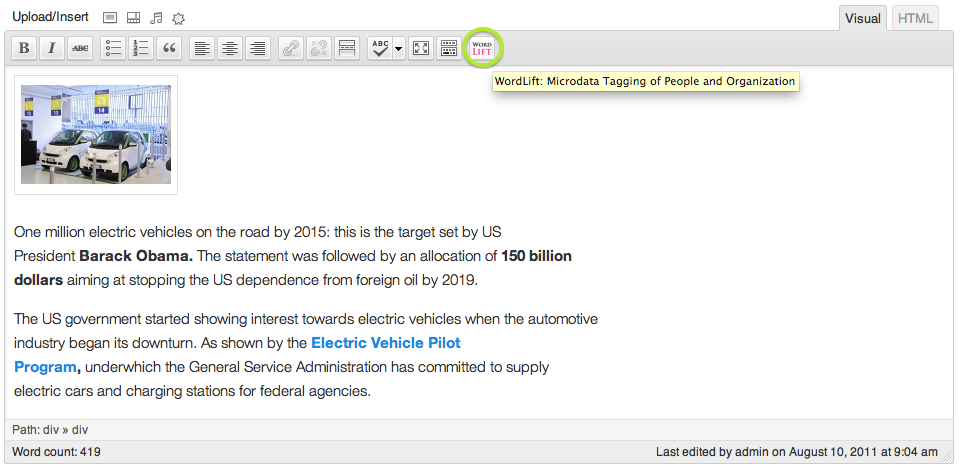 Upload/Insert
Visual
HTML
B I ABC
ABC
WORD
LIFT
WordLift: Microdata Tagging of People and Organization
13
14
One million electric vehicles on the road by 2015: this is the target set by US
President Barack Obama. The statement was followed by an allocation of 150 billion
dollars aiming at stopping the US dependence from foreign oil by 2019.
The US government started showing interest towards electric vehicles when the automotive
industry began its downturn. As shown by the Electric Vehicle Pilot
Program, underwhich the General Service Administration has committed to supply
electric cars and charging stations for federal agencies.
Path: div » div
Word count: 419
Last edited by admin on August 10, 2011 at 9:04 am